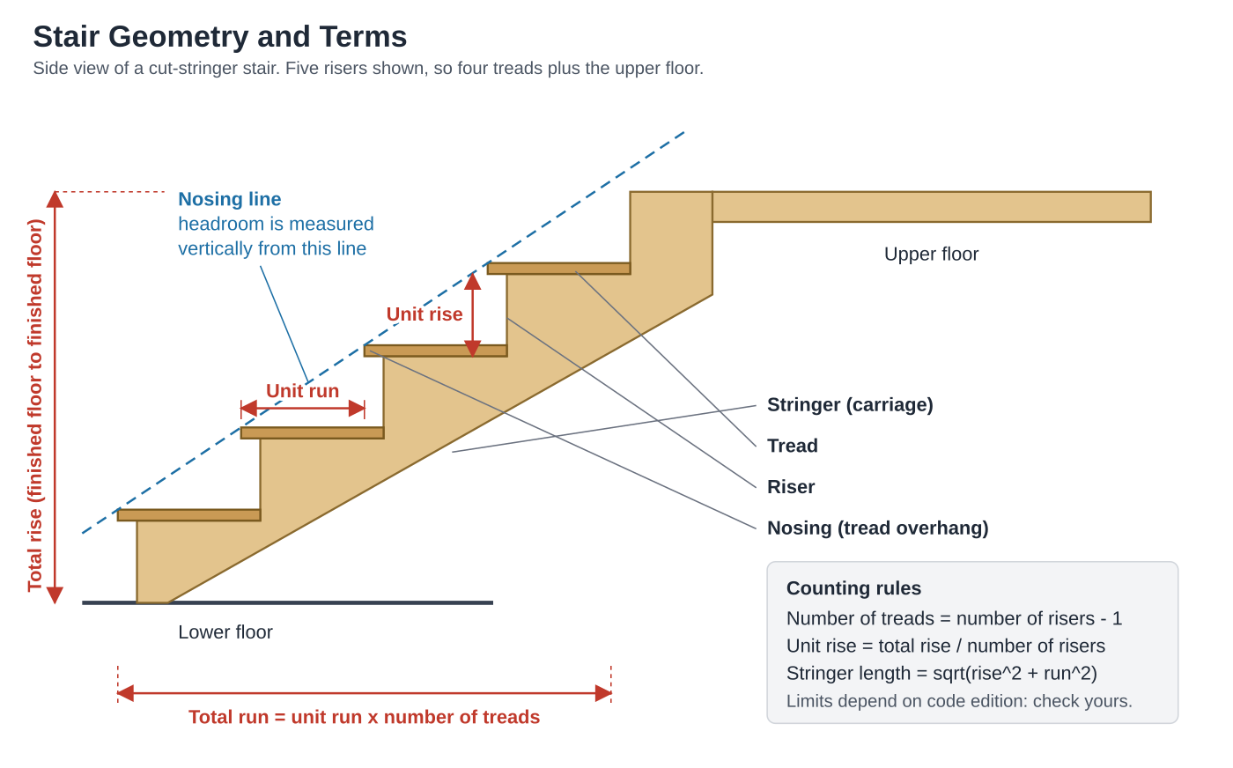 Stair Geometry and Terms
Side view of a cut-stringer stair. Five risers shown, so four treads plus the upper floor.
Nosing line
headroom is measured
vertically from this line
Total rise (finished floor to finished floor)
Upper floor
Unit rise
Unit run
Stringer (carriage)
Tread
Riser
Nosing (tread overhang)
Lower floor
Counting rules
Number of treads = number of risers - 1
Unit rise = total rise / number of risers
Stringer length = sqrt(rise^2 + run^2)
Limits depend on code edition: check yours.
Total run = unit run x number of treads